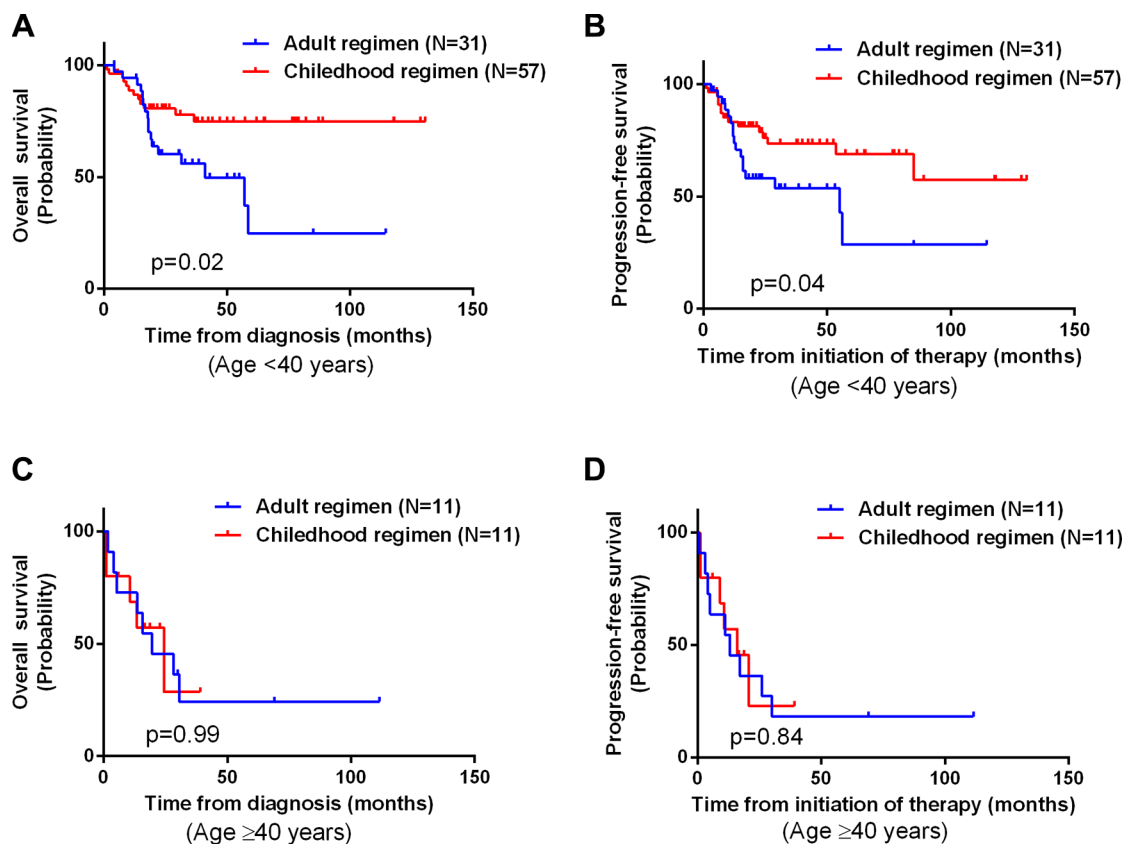 A
Adult regimen (N=31)
Chiledhood regimen (N=57)
Overall survival
(Probability)
100
50
0
p=0.02
0 50 100 150
Time from diagnosis (months)
(Age <40 years)
B
Adult regimen (N=31)
Chiledhood regimen (N=57)
Progression-free survival
(Probability)
100
50
0
p=0.04
0 50 100 150
Time from initiation of therapy (months)
(Age <40 years)
C
Adult regimen (N=11)
Chiledhood regimen (N=11)
Overall survival
(Probability)
100
50
0
p=0.99
0 50 100 150
Time from diagnosis (months)
(Age ≥40 years)
D
Adult regimen (N=11)
Chiledhood regimen (N=11)
Progression-free survival
(Probability)
100
50
0
p=0.84
0 50 100 150
Time from initiation of therapy (months)
(Age ≥40 years)